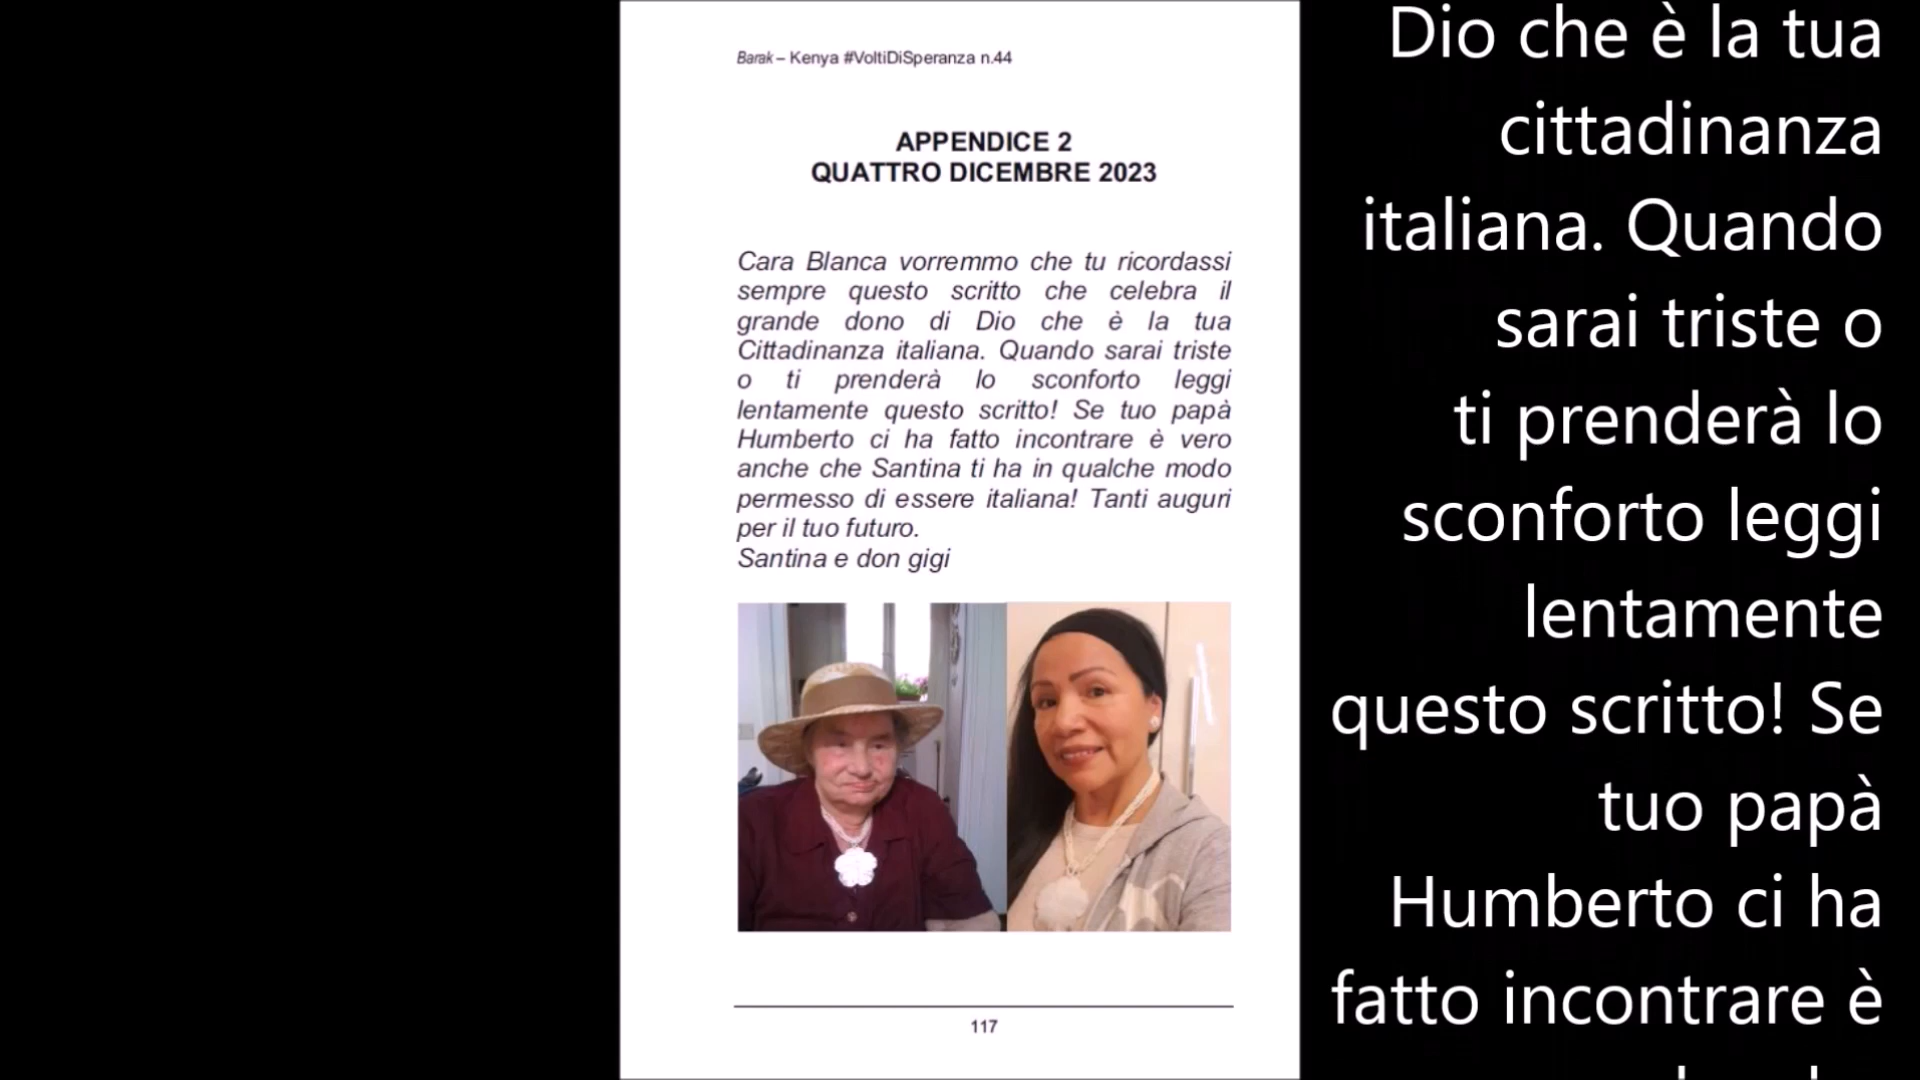 Barak – Kenya #VoltiDiSperanza n.44
APPENDICE 2
QUATTRO DICEMBRE 2023
Cara Blanca vorremmo che tu ricordassi
sempre questo scritto che celebra il
grande dono di Dio che è la tua
Cittadinanza italiana. Quando sarai triste
o ti prenderà lo sconforto leggi
lentamente questo scritto! Se tuo papà
Humberto ci ha fatto incontrare è vero
anche che Santina ti ha in qualche modo
permesso di essere italiana! Tanti auguri
per il tuo futuro.
Santina e don gigi
117
Dio che è la tua
cittadinanza
italiana. Quando
sarai triste o
ti prenderà lo
sconforto leggi
lentamente
questo scritto! Se
tuo papà
Humberto ci ha
fatto incontrare è